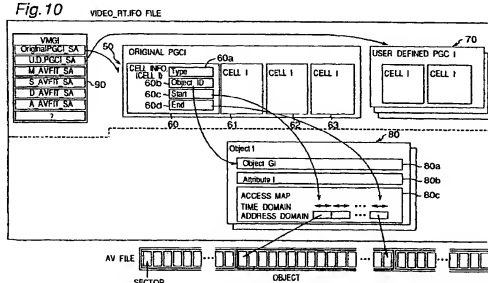 Fig. 10
VIDEO_RT.IFO FILE
VMGI
OriginalPGCI_SA
U.D.PGCI_SA
M_AVFIT_SA
S_AVFIT_SA
D_AVFIT_SA
A_AVFIT_SA
?
90
50
ORIGINAL PGCI
CELL INFO
(CELL I)
60a
Type
60b
Object_ID
60c
Start
60d
End
CELL I
CELL I
CELL I
60
61
62
63
70
USER DEFINED PGC I
CELL I
CELL I
80
Object I
Object GI
80a
Attribute I
80b
ACCESS MAP
80c
TIME DOMAIN
ADDRESS DOMAIN
AV FILE
SECTOR
OBJECT